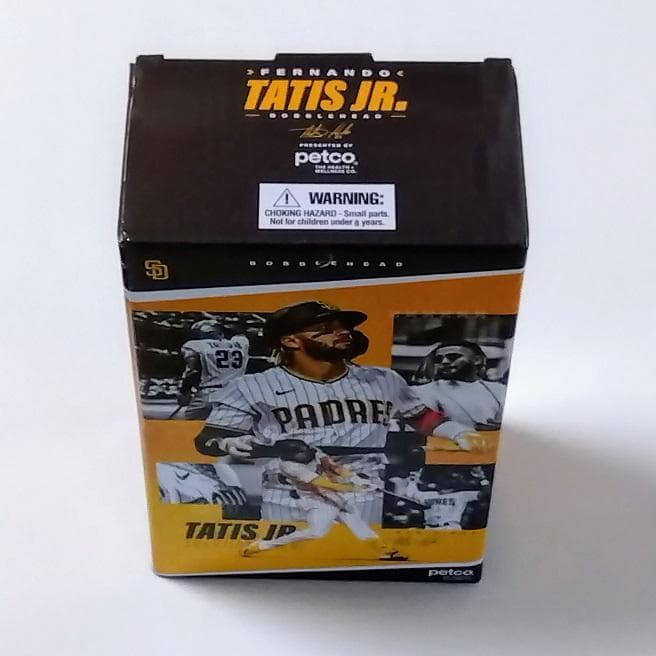 FERNANDO
TATIS JR.
BOBBLEHEAD
PRESENTED BY
petco
THE HEALTH +
WELLNESS CO.
WARNING:
CHOKING HAZARD - Small parts.
Not for children under 8 years.
SD
BOBBLEHEAD
23
PADRES
TATIS JR
petco